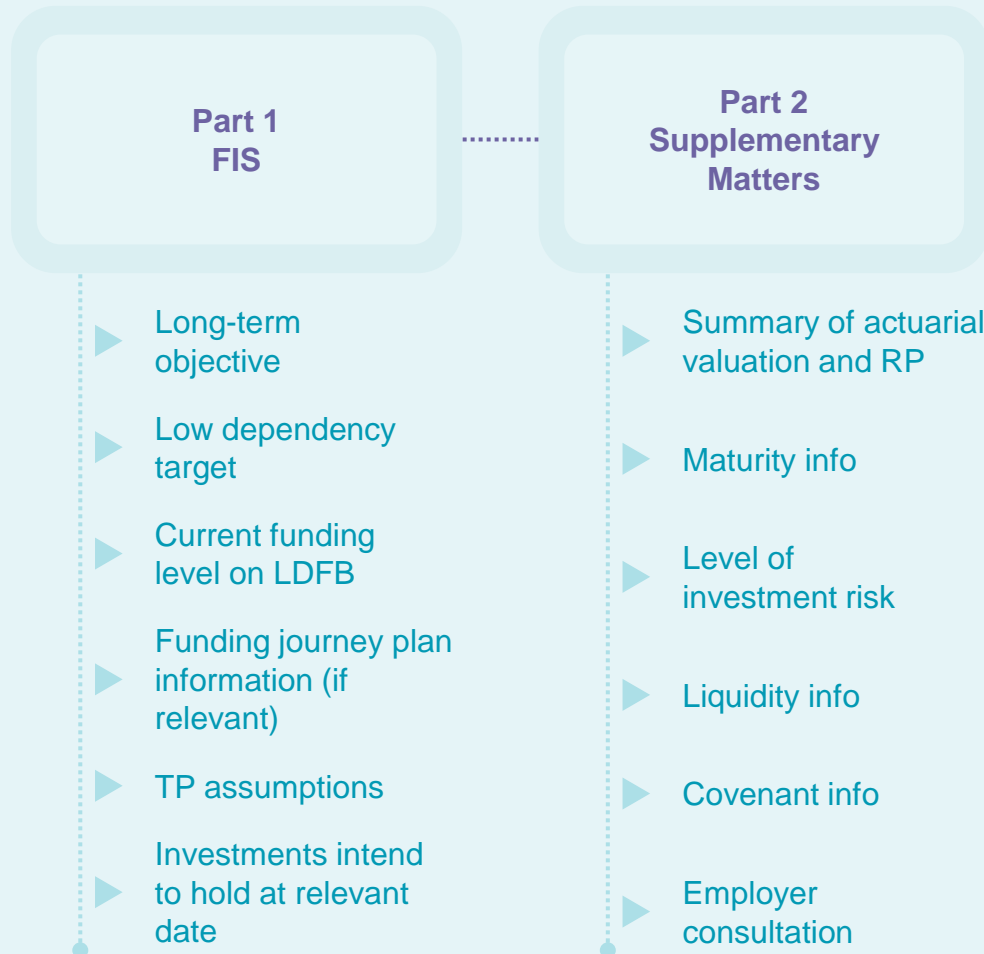 Part 1
FIS
Part 2
Supplementary
Matters
Long-term
objective
Low dependency
target
Current funding
level on LDFB
Funding journey plan
information (if
relevant)
TP assumptions
Investments intend
to hold at relevant
date
Summary of actuarial
valuation and RP
Maturity info
Level of
investment risk
Liquidity info
Covenant info
Employer
consultation